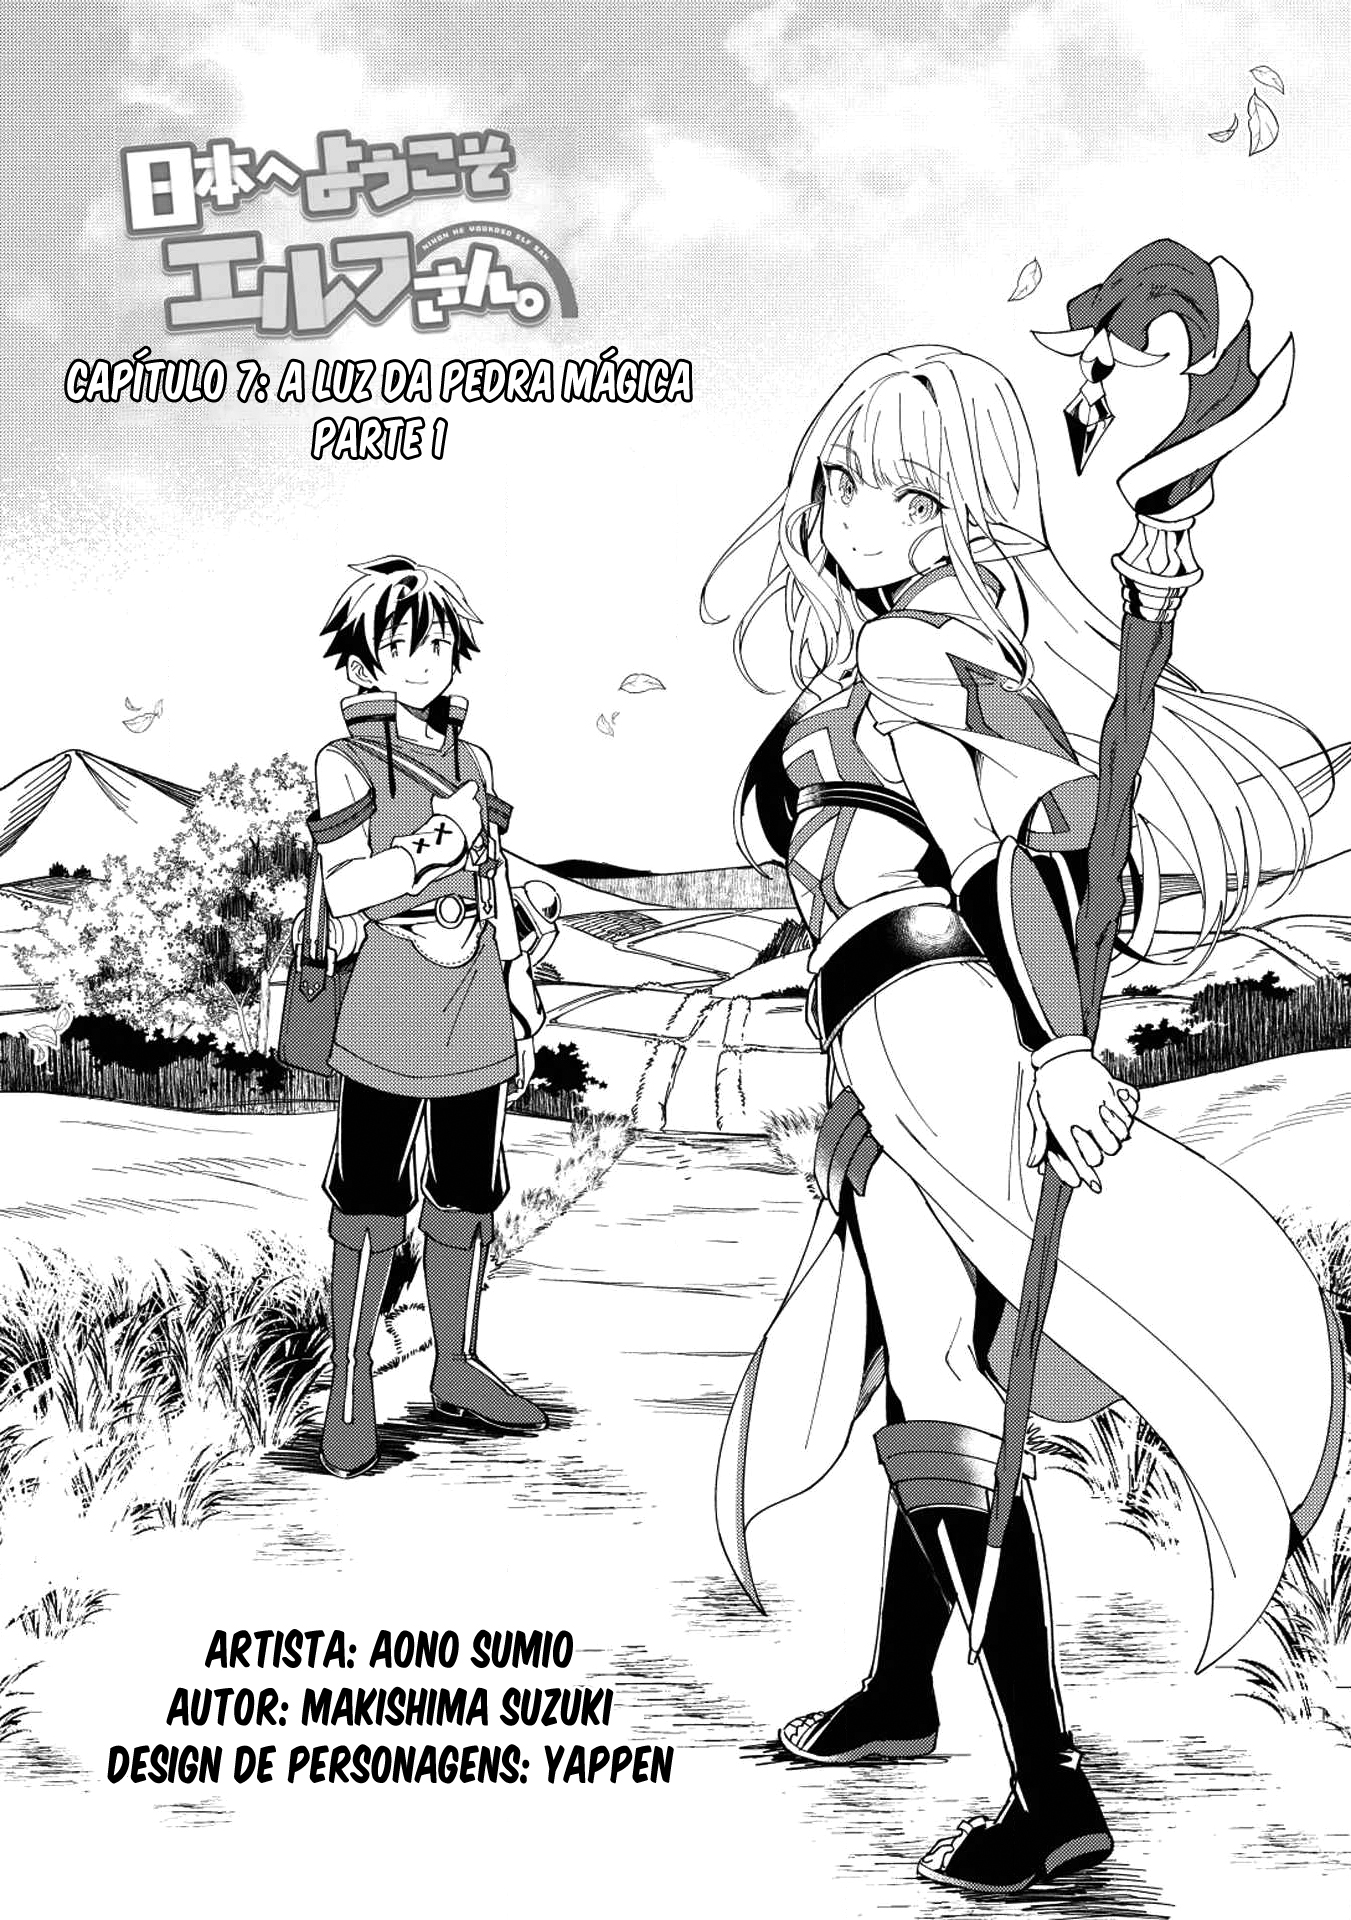 日本へようこそ
エルフさん。
NIHON HE YOUKOSO ELF SAN
CAPÍTULO 7: A LUZ DA PEDRA MÁGICA
PARTE 1
ARTISTA: AONO SUMIO
AUTOR: MAKISHIMA SUZUKI
DESIGN DE PERSONAGENS: YAPPEN